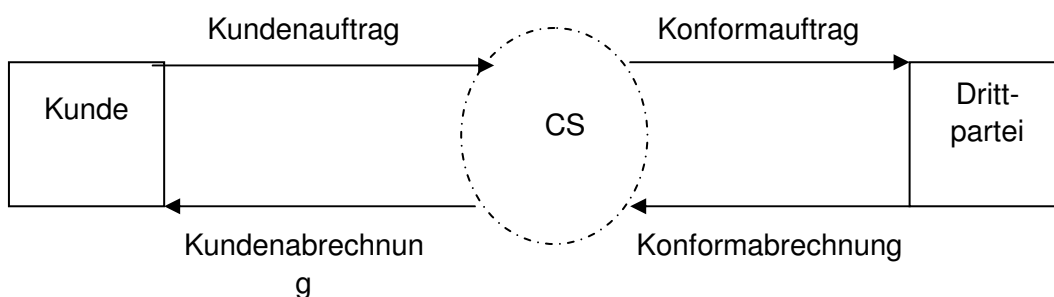 Kundenauftrag
Konformauftrag
Kunde
CS
Dritt-
partei
Kundenabrechnun
g
Konformabrechnung